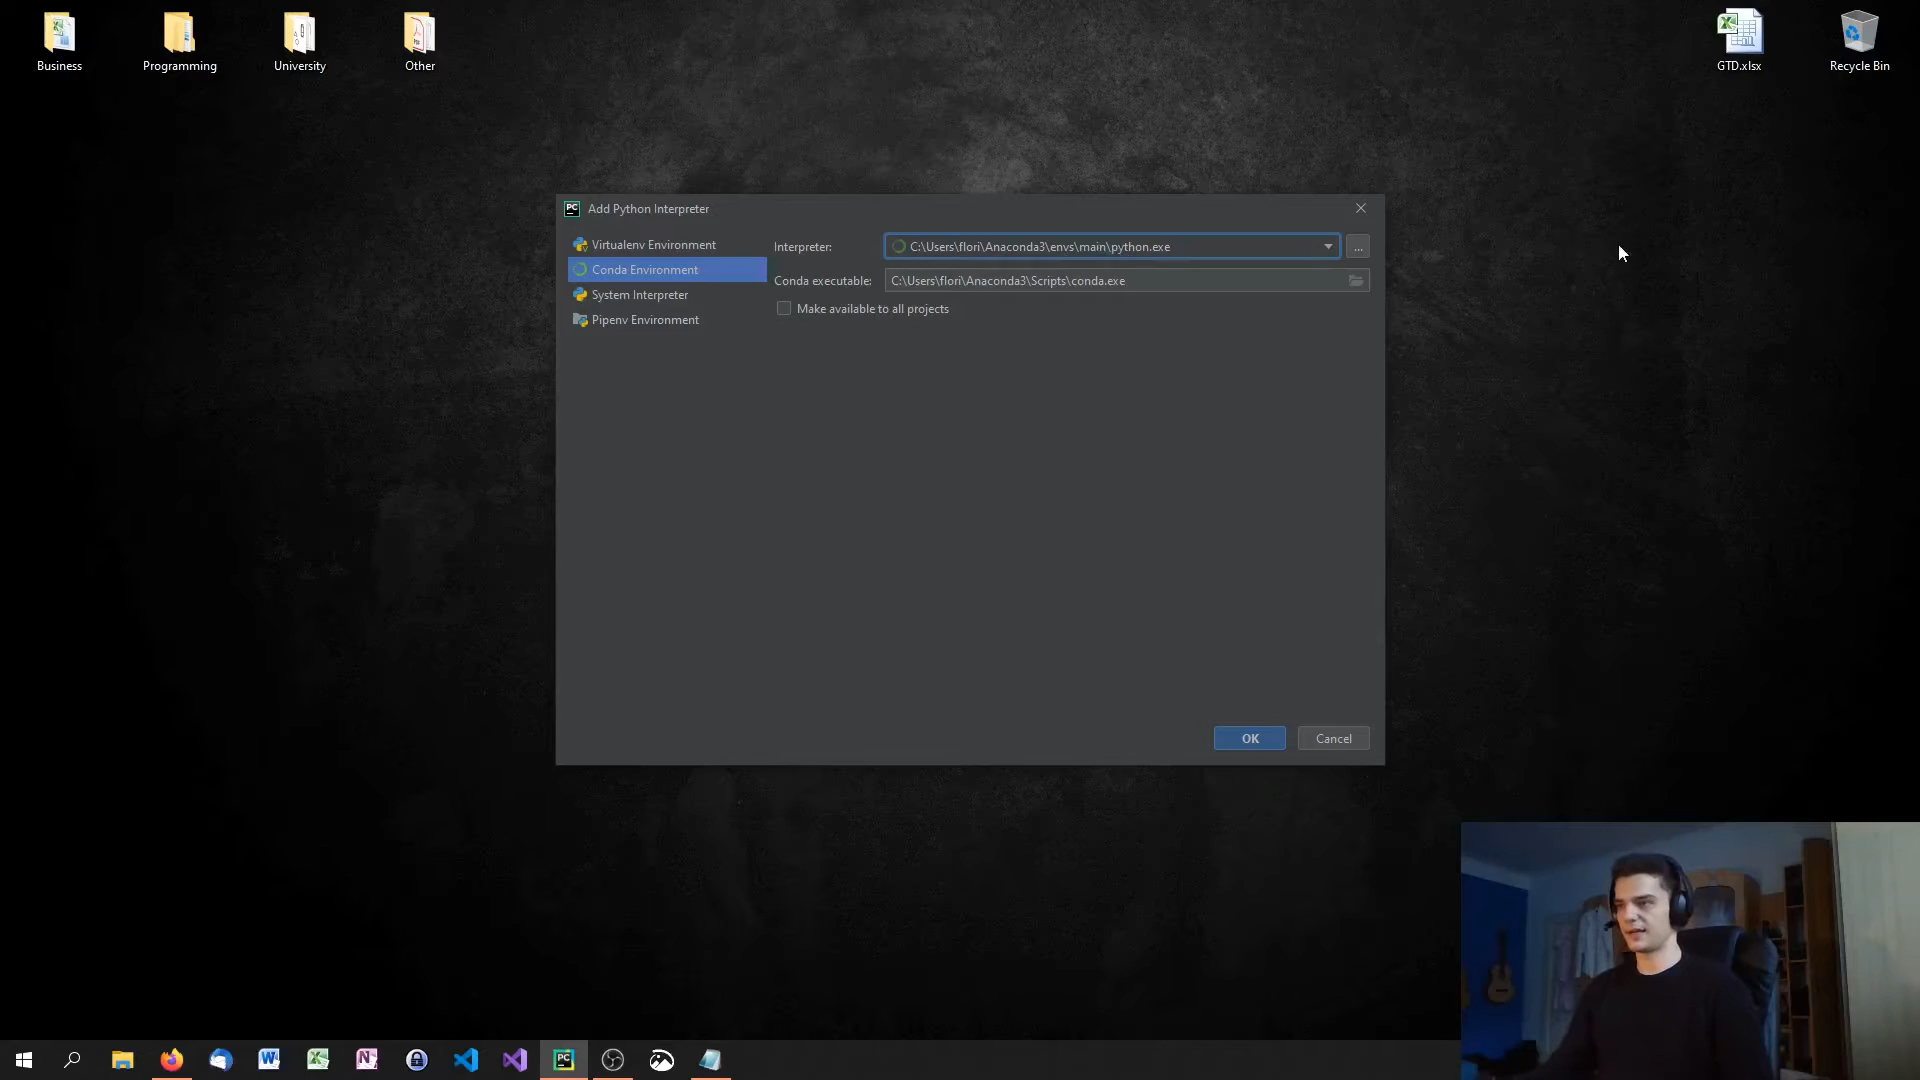 Business
Programming
University
Other
GTD.xlsx
Recycle Bin
PC Add Python Interpreter
Virtualenv Environment
Conda Environment
System Interpreter
Pipenv Environment
Interpreter: C:\Users\flori\Anaconda3\envs\main\python.exe ...
Conda executable: C:\Users\flori\Anaconda3\Scripts\conda.exe
Make available to all projects
OK
Cancel
PC